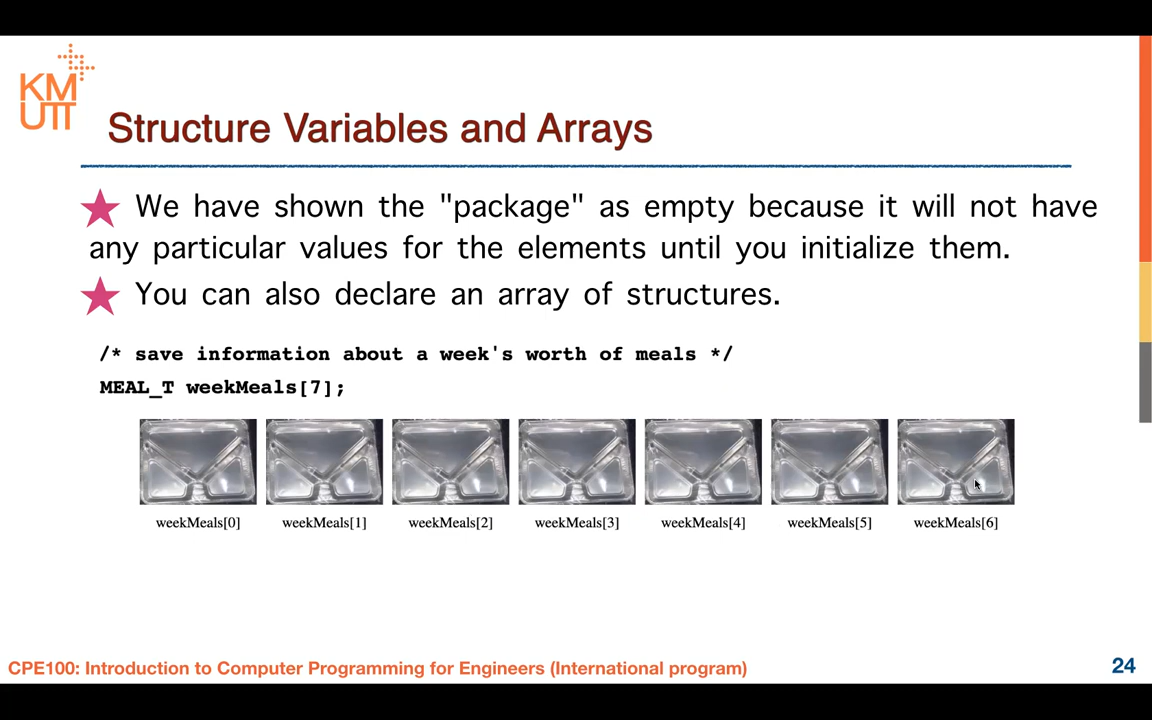 KM
UTT
Structure Variables and Arrays
We have shown the "package" as empty because it will not have
any particular values for the elements until you initialize them.
You can also declare an array of structures.
/* save information about a week's worth of meals */
MEAL_T weekMeals[7];
weekMeals[0] weekMeals[1] weekMeals[2] weekMeals[3] weekMeals[4] weekMeals[5] weekMeals[6]
CPE100: Introduction to Computer Programming for Engineers (International program) 24